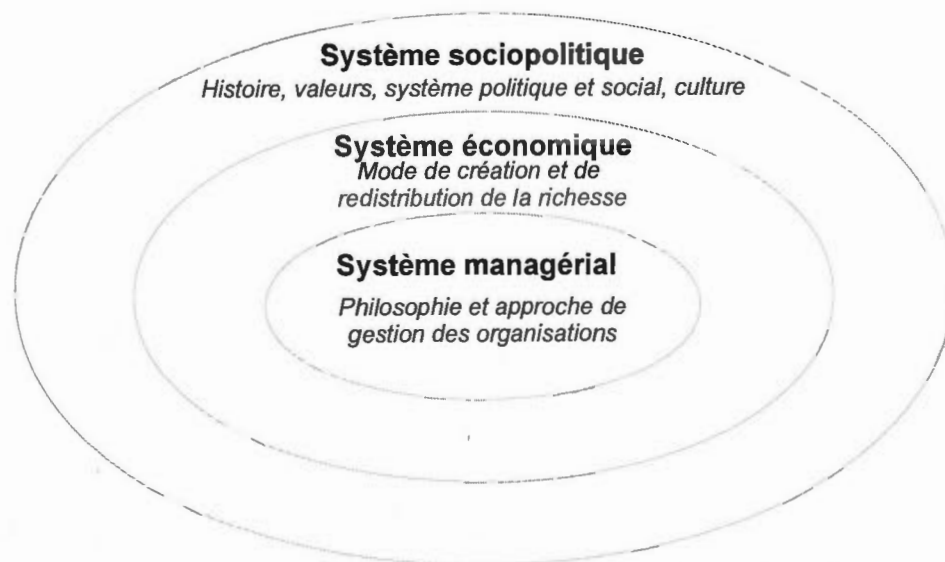 Système sociopolitique
Histoire, valeurs, système politique et social, culture
Système économique
Mode de création et de
redistribution de la richesse
Système managérial
Philosophie et approche de
gestion des organisations